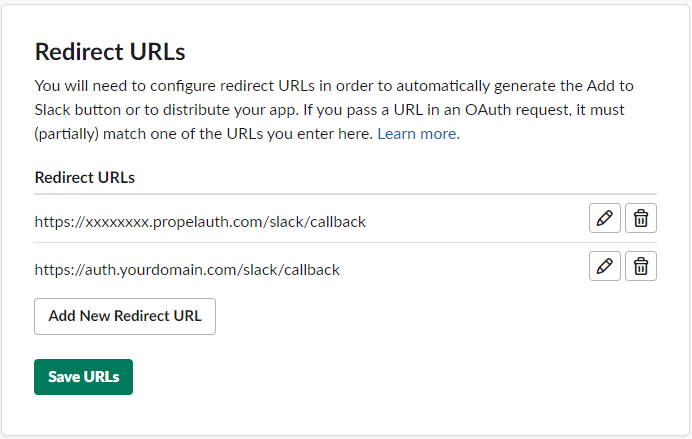 Redirect URLs
You will need to configure redirect URLs in order to automatically generate the Add to
Slack button or to distribute your app. If you pass a URL in an OAuth request, it must
(partially) match one of the URLs you enter here. Learn more.
Redirect URLs
https://xxxxxxxx.propelauth.com/slack/callback
https://auth.yourdomain.com/slack/callback
Add New Redirect URL
Save URLs